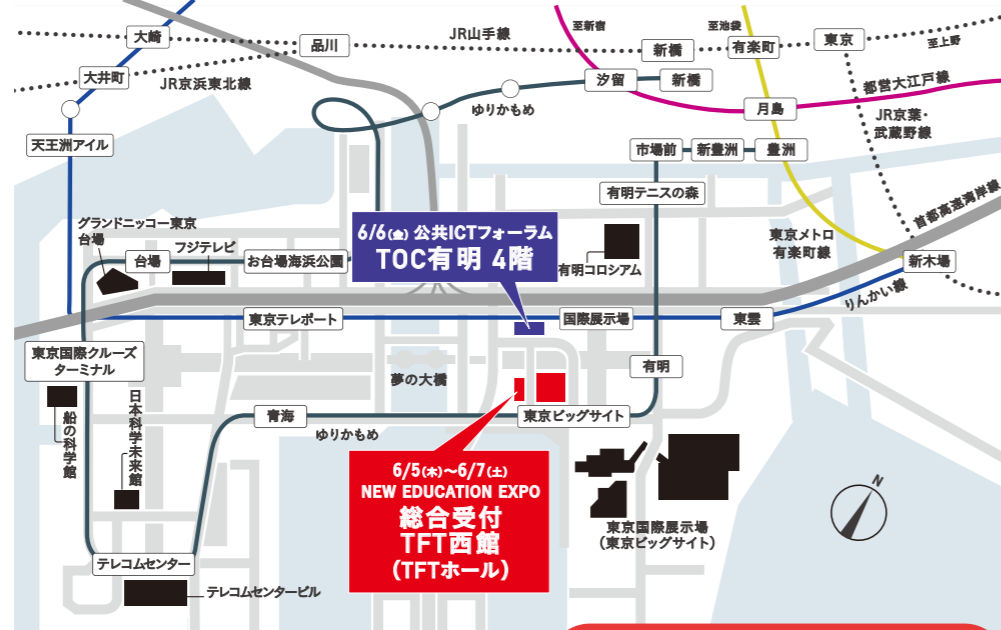 大崎
品川
JR山手線
至新宿
至池袋
新橋
有楽町
東京
至上野
大井町
JR京浜東北線
汐留
新橋
都営大江戸線
ゆりかもめ
月島
JR京葉・
武蔵野線
天王洲アイル
市場前
新豊洲
豊洲
有明テニスの森
首都高速湾岸線
グランドニッコー東京
台場
フジテレビ
台場
お台場海浜公園
6/6(金) 公共ICTフォーラム
TOC有明 4階
有明コロシアム
東京メトロ
有楽町線
新木場
りんかい線
東京テレポート
国際展示場
東雲
東京国際クルーズ
ターミナル
夢の大橋
有明
船の科学館
日本科学未来館
青海
ゆりかもめ
東京ビッグサイト
6/5(木)〜6/7(土)
NEW EDUCATION EXPO
総合受付
TFT西館
(TFTホール)
N
東京国際展示場
(東京ビッグサイト)
テレコムセンター
テレコムセンタービル